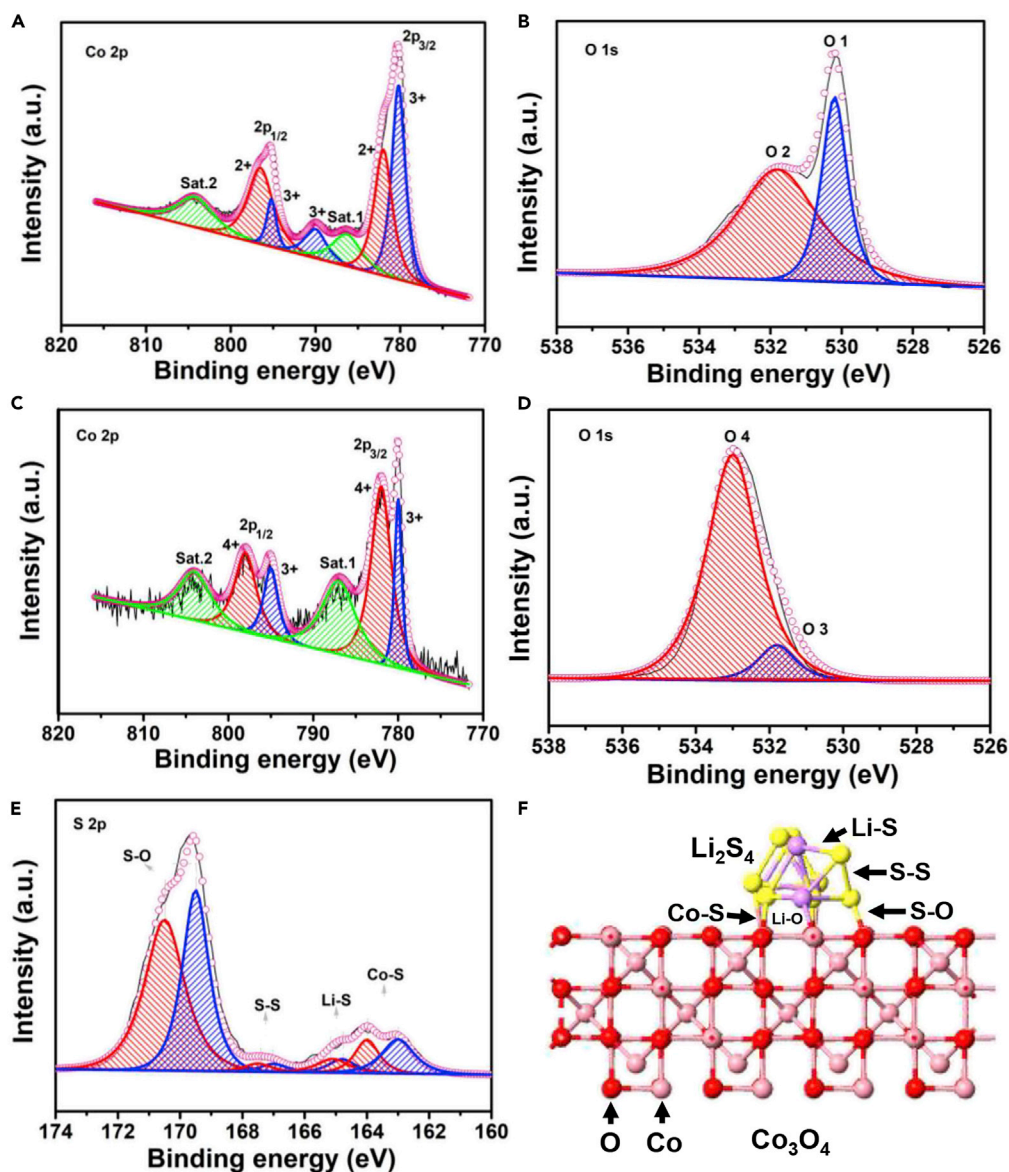 A
Co 2p
2p3/2
3+
2+
2p1/2
2+
3+
3+
Sat.1
Sat.2
Intensity (a.u.)
820 810 800 790 780 770
Binding energy (eV)
B
O 1s
O 1
O 2
Intensity (a.u.)
538 536 534 532 530 528 526
Binding energy (eV)
C
Co 2p
2p3/2
4+
3+
2p1/2
4+
3+
Sat.1
Sat.2
Intensity (a.u.)
820 810 800 790 780 770
Binding energy (eV)
D
O 1s
O 4
O 3
Intensity (a.u.)
538 536 534 532 530 528 526
Binding energy (eV)
E
S 2p
S-O
S-S
Li-S
Co-S
Intensity (a.u.)
174 172 170 168 166 164 162 160
Binding energy (eV)
F
Li2S4
Li-S
S-S
Co-S
Li-O
S-O
O
Co
Co3O4